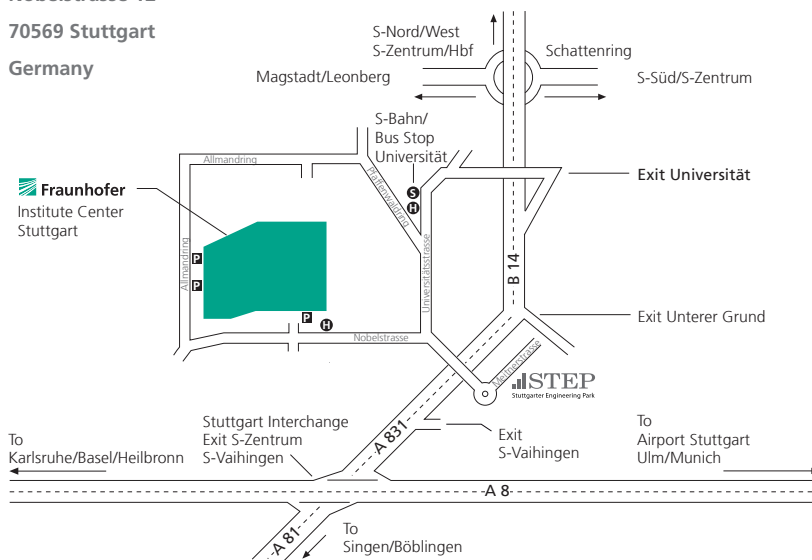 70569 Stuttgart
Germany
S-Nord/West
S-Zentrum/Hbf
Schattenring
Magstadt/Leonberg
S-Süd/S-Zentrum
S-Bahn/
Bus Stop
Universität
Allmandring
Pfaffenwaldring
S
H
Exit Universität
Fraunhofer
Institute Center
Stuttgart
Allmandring
P
P
Universitätsstrasse
B 14
P
H
Nobelstrasse
Exit Unterer Grund
Meitnerstrasse
STEP
Stuttgarter Engineering Park
Stuttgart Interchange
Exit S-Zentrum
S-Vaihingen
A 831
Exit
S-Vaihingen
To
Karlsruhe/Basel/Heilbronn
To
Airport Stuttgart
Ulm/Munich
A 8
A 81
To
Singen/Böblingen